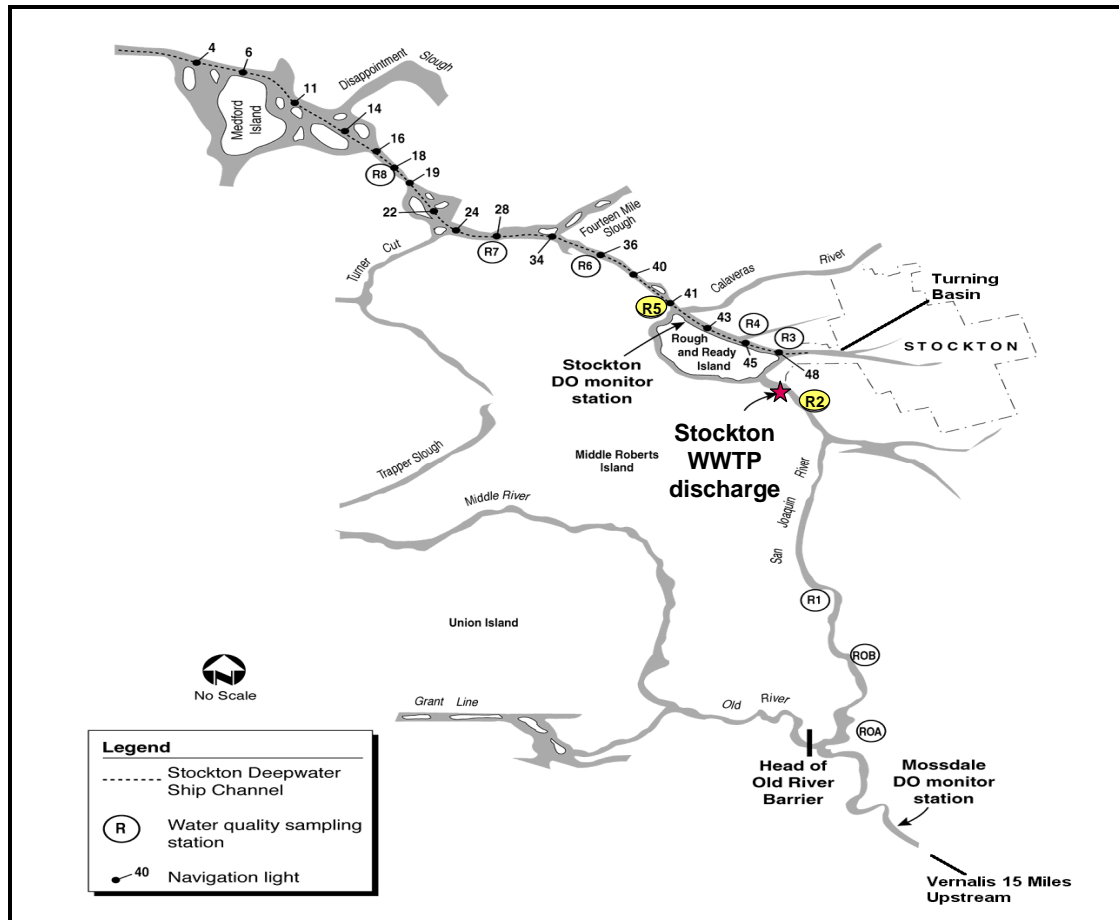 4
6
11
Disappointment Slough
Medford
Island
14
16
18
R8
19
22
24
28
R7
34
Fourteen Mile
Slough
R6
36
40
Turner Cut
Calaveras River
41
R5
43
R4
R3
Turning
Basin
STOCKTON
Rough
and Ready
Island
45
48
Stockton
DO monitor
station
R2
Stockton
WWTP
discharge
Middle Roberts
Island
Trapper Slough
Middle River
San Joaquin River
R1
Union Island
ROB
No Scale
Grant Line
Old River
ROA
Head of
Old River
Barrier
Mossdale
DO monitor
station
Vernalis 15 Miles
Upstream
Legend
Stockton Deepwater
Ship Channel
R
Water quality sampling
station
40
Navigation light